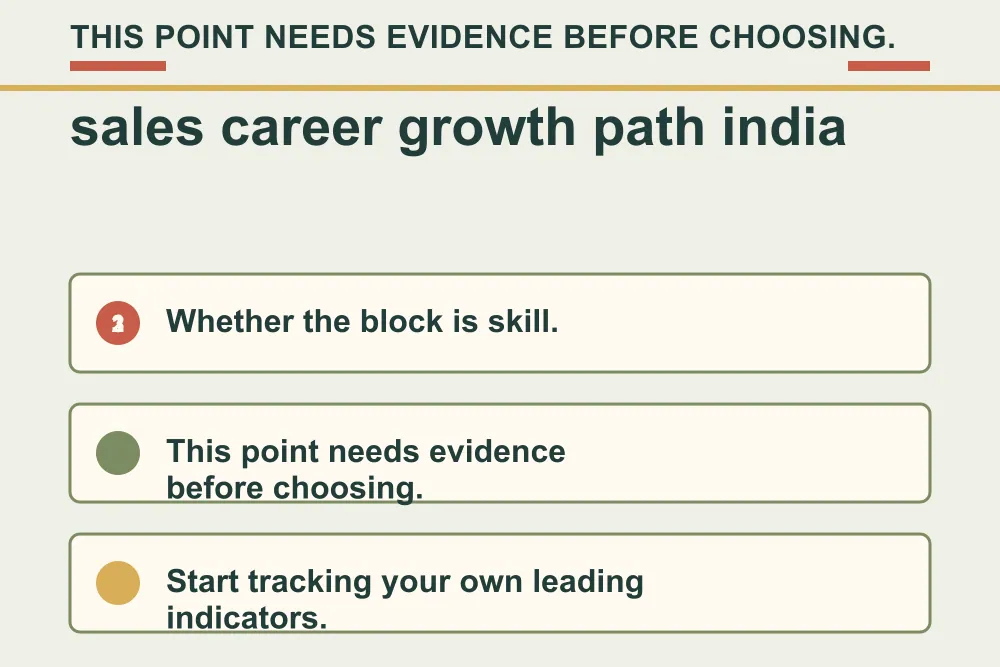 THIS POINT NEEDS EVIDENCE BEFORE CHOOSING.
sales career growth path india
Whether the block is skill.
This point needs evidence
before choosing.
Start tracking your own leading
indicators.